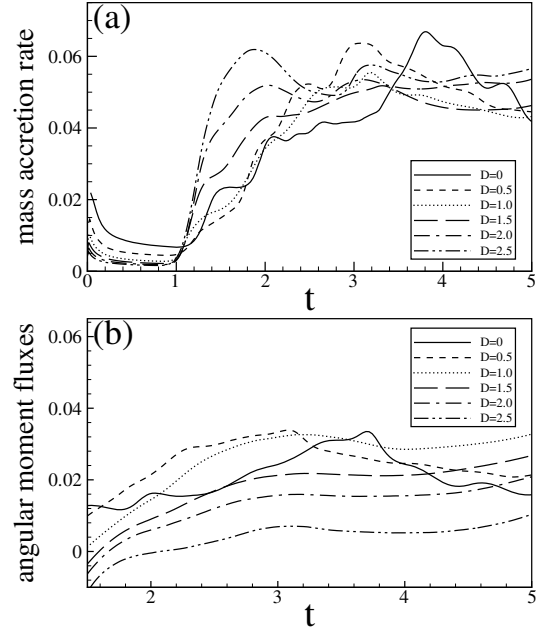 (a)
mass accretion rate
0.06
0.04
0.02
0
D=0
D=0.5
D=1.0
D=1.5
D=2.0
D=2.5
0 1 2 3 4 5
t
(b)
angular moment fluxes
0.06
0.04
0.02
0
D=0
D=0.5
D=1.0
D=1.5
D=2.0
D=2.5
2 3 4 5
t